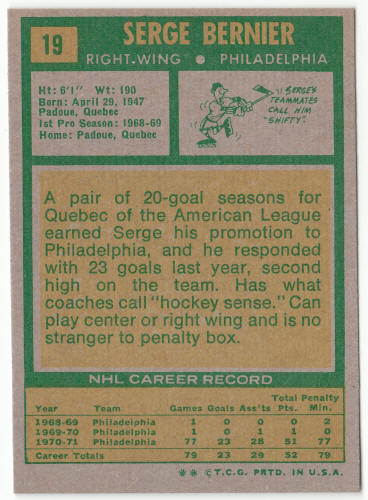 19
SERGE BERNIER
RIGHT-WING • PHILADELPHIA
Ht: 6'1" Wt: 190
Born: April 29, 1947
Padoue, Quebec
1st Pro Season: 1968-69
Home: Padoue, Quebec
SERGE'S
TEAMMATES
CALL HIM
"SHIFTY".
A pair of 20-goal seasons for
Quebec of the American League
earned Serge his promotion to
Philadelphia, and he responded
with 23 goals last year, second
high on the team. Has what
coaches call "hockey sense." Can
play center or right wing and is no
stranger to penalty box.
NHL CAREER RECORD
Total Penalty
Year Team Games Goals Ass'ts Pts. Min.
1968-69 Philadelphia 1 0 0 0 2
1969-70 Philadelphia 1 0 1 1 0
1970-71 Philadelphia 77 23 28 51 77
Career Totals 79 23 29 52 79
** ©T.C.G. PRTD. IN U.S.A.